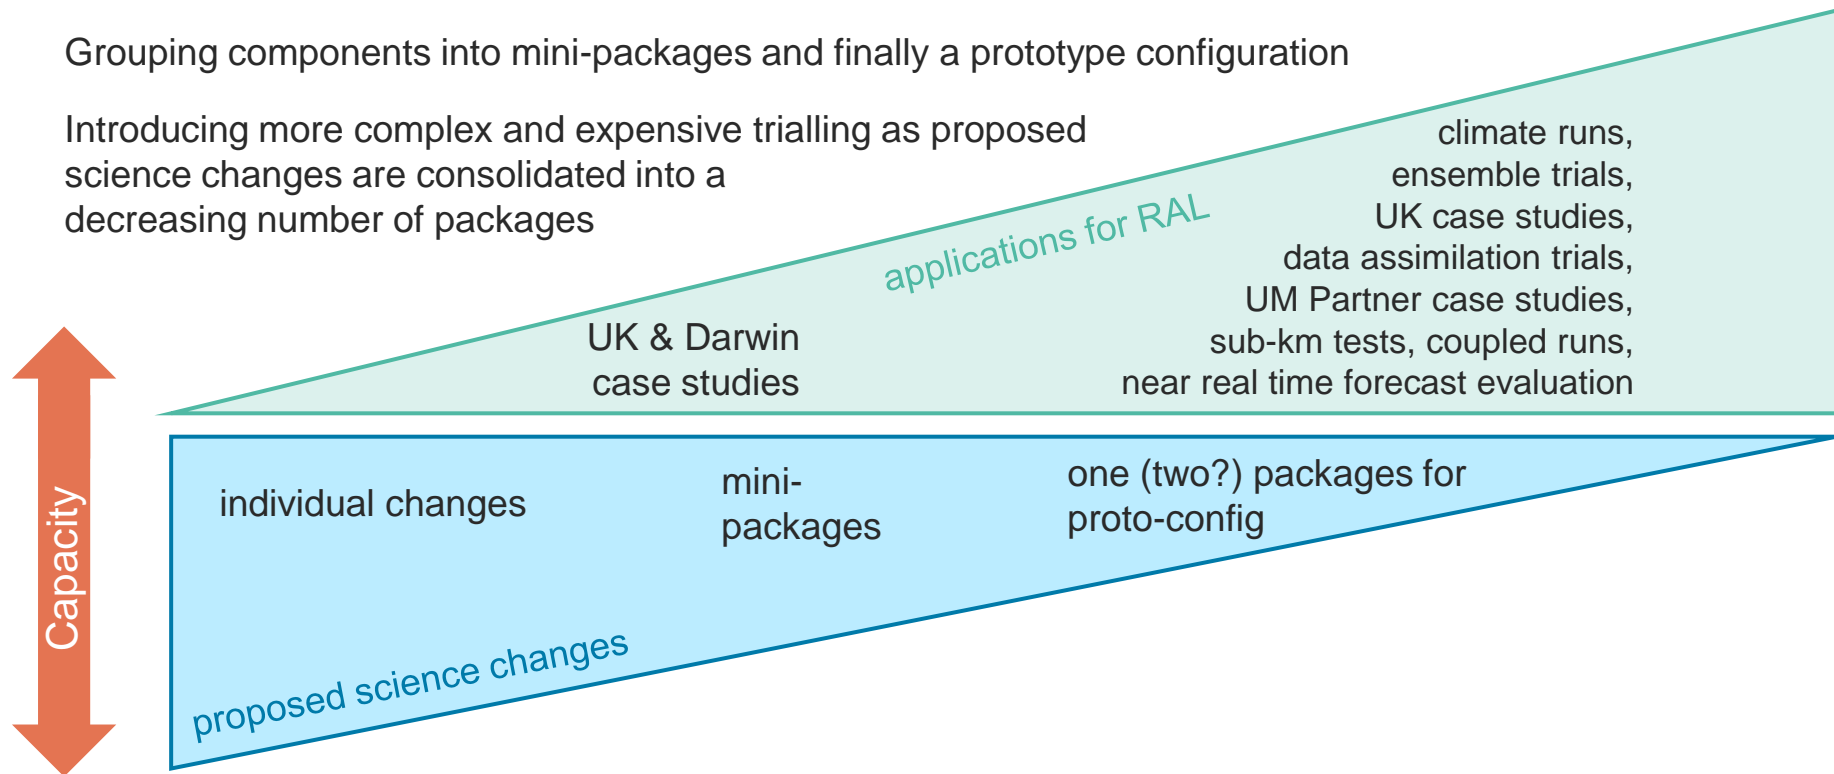 Grouping components into mini-packages and finally a prototype configuration
Introducing more complex and expensive trialling as proposed
science changes are consolidated into a
decreasing number of packages
climate runs,
ensemble trials,
UK case studies,
data assimilation trials,
UM Partner case studies,
sub-km tests, coupled runs,
near real time forecast evaluation
applications for RAL
UK & Darwin
case studies
Capacity
individual changes
mini-
packages
one (two?) packages for
proto-config
proposed science changes